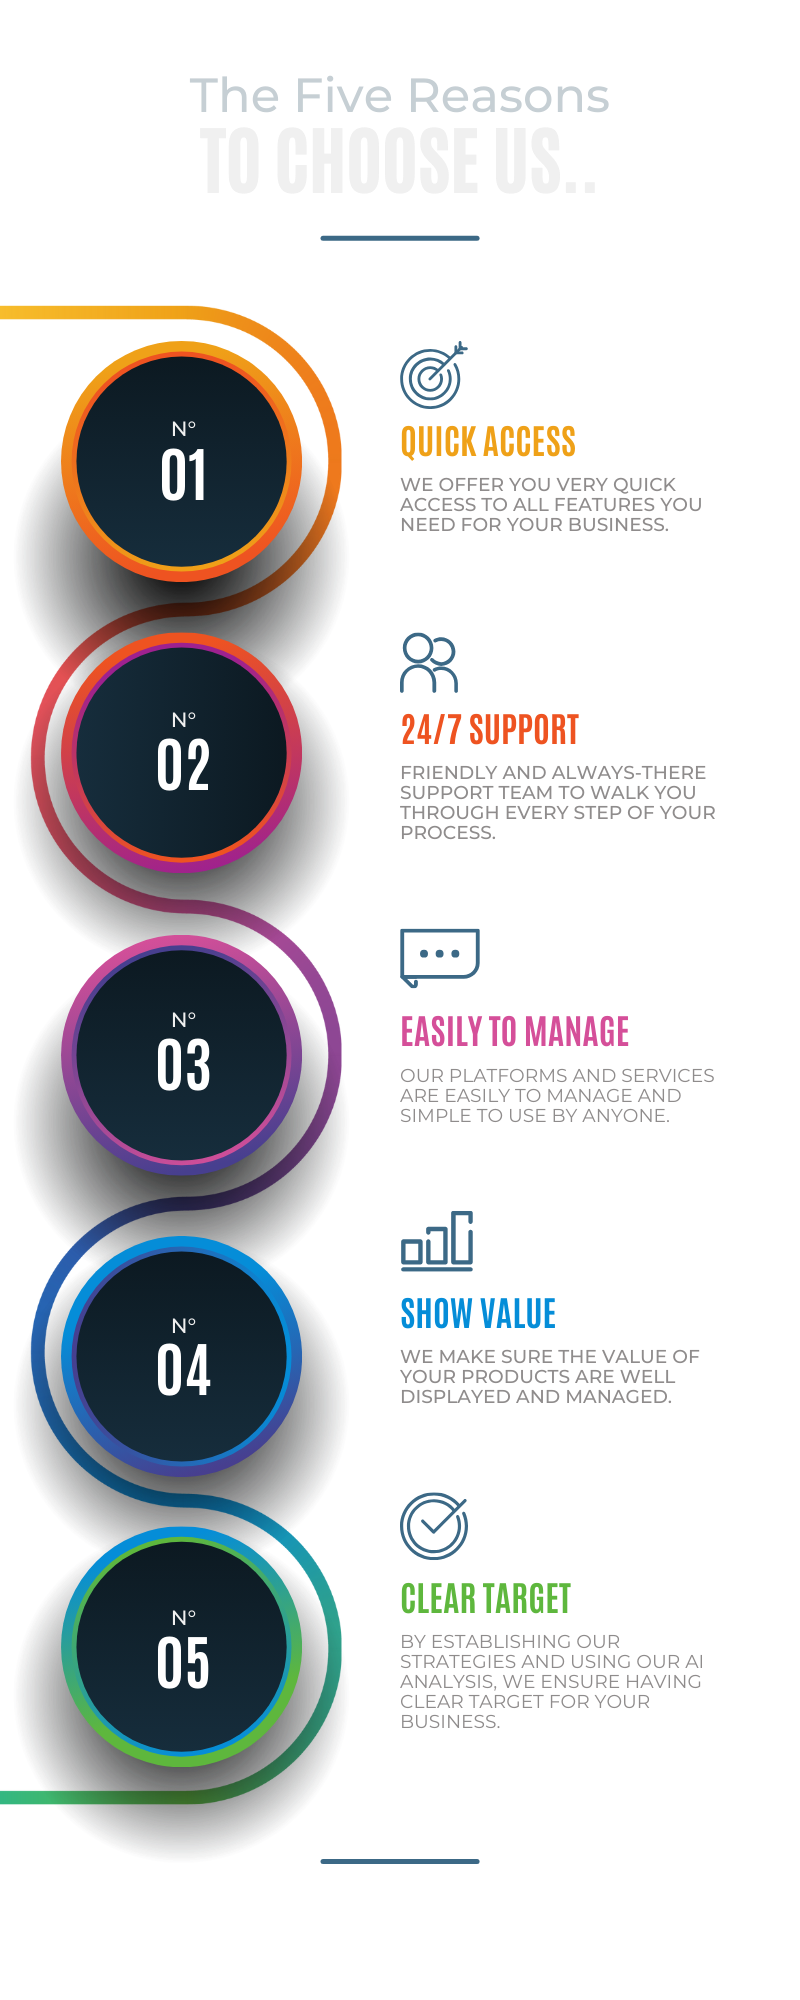 The Five Reasons
TO CHOOSE US..
N°
01
QUICK ACCESS
WE OFFER YOU VERY QUICK
ACCESS TO ALL FEATURES YOU
NEED FOR YOUR BUSINESS.
N°
02
24/7 SUPPORT
FRIENDLY AND ALWAYS-THERE
SUPPORT TEAM TO WALK YOU
THROUGH EVERY STEP OF YOUR
PROCESS.
N°
03
EASILY TO MANAGE
OUR PLATFORMS AND SERVICES
ARE EASILY TO MANAGE AND
SIMPLE TO USE BY ANYONE.
N°
04
SHOW VALUE
WE MAKE SURE THE VALUE OF
YOUR PRODUCTS ARE WELL
DISPLAYED AND MANAGED.
N°
05
CLEAR TARGET
BY ESTABLISHING OUR
STRATEGIES AND USING OUR AI
ANALYSIS, WE ENSURE HAVING
CLEAR TARGET FOR YOUR
BUSINESS.